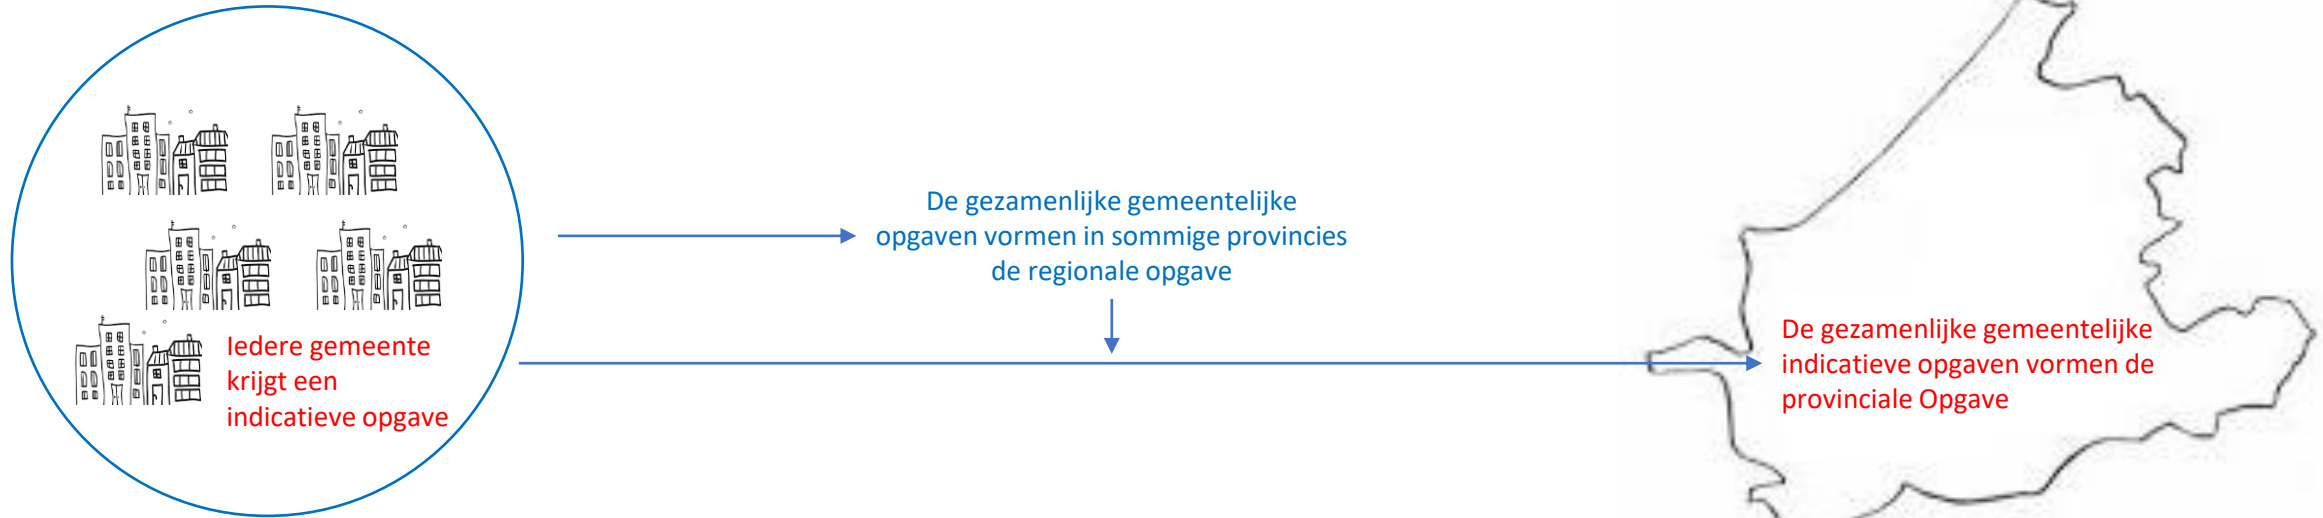 Iedere gemeente
krijgt een
indicatieve opgave
De gezamenlijke gemeentelijke
opgaven vormen in sommige provincies
de regionale opgave
De gezamenlijke gemeentelijke
indicatieve opgaven vormen de
provinciale Opgave